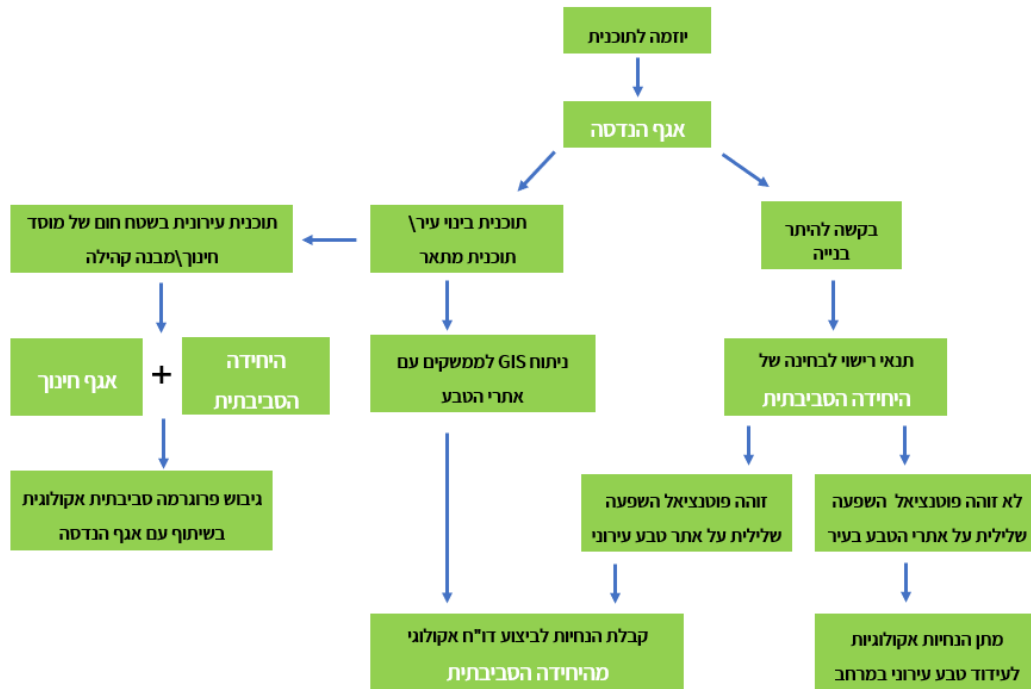 יוזמה לתוכנית
אגף הנדסה
בקשה להיתר
בנייה
תוכנית בינוי עיר\
תוכנית מתאר
תוכנית עירונית בשטח חום של מוסד
חינוך\מבנה קהילה
תנאי רישוי לבחינה של
היחידה הסביבתית
ניתוח GIS לממשקים עם
אתרי הטבע
היחידה
הסביבתית
+
אגף חינוך
לא זוהה פוטנציאל השפעה
שלילית על אתרי הטבע בעיר
זוהה פוטנציאל השפעה
שלילית על אתר טבע עירוני
גיבוש פרוגרמה סביבתית אקולוגית
בשיתוף עם אגף הנדסה
מתן הנחיות אקולוגיות
לעידוד טבע עירוני במרחב
קבלת הנחיות לביצוע דו"ח אקולוגי
מהיחידה הסביבתית